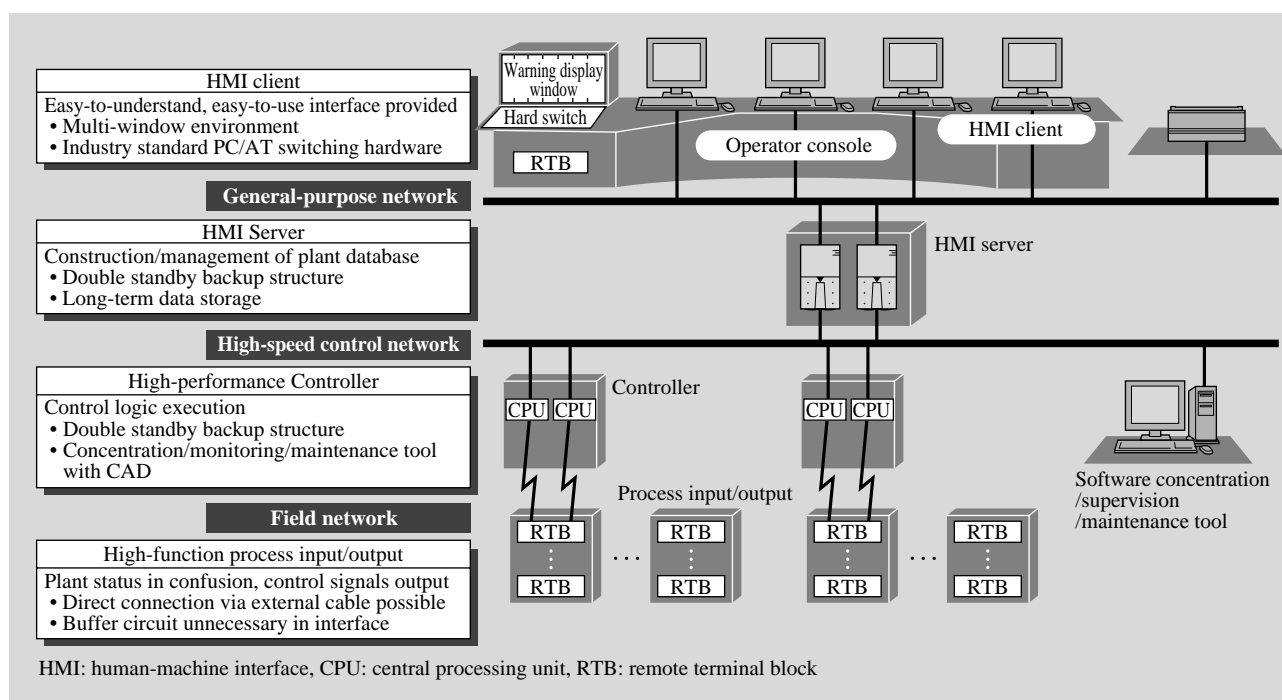 HMI client
Easy-to-understand, easy-to-use interface provided
• Multi-window environment
• Industry standard PC/AT switching hardware
General-purpose network
HMI Server
Construction/management of plant database
• Double standby backup structure
• Long-term data storage
High-speed control network
High-performance Controller
Control logic execution
• Double standby backup structure
• Concentration/monitoring/maintenance tool
with CAD
Field network
High-function process input/output
Plant status in confusion, control signals output
• Direct connection via external cable possible
• Buffer circuit unnecessary in interface
Warning display
window
Hard switch
RTB
Operator console
HMI client
HMI server
Controller
CPU CPU
CPU CPU
Process input/output
RTB
RTB
. . .
RTB
RTB
RTB
RTB
. . .
RTB
RTB
Software concentration
/supervision
/maintenance tool
HMI: human-machine interface, CPU: central processing unit, RTB: remote terminal block